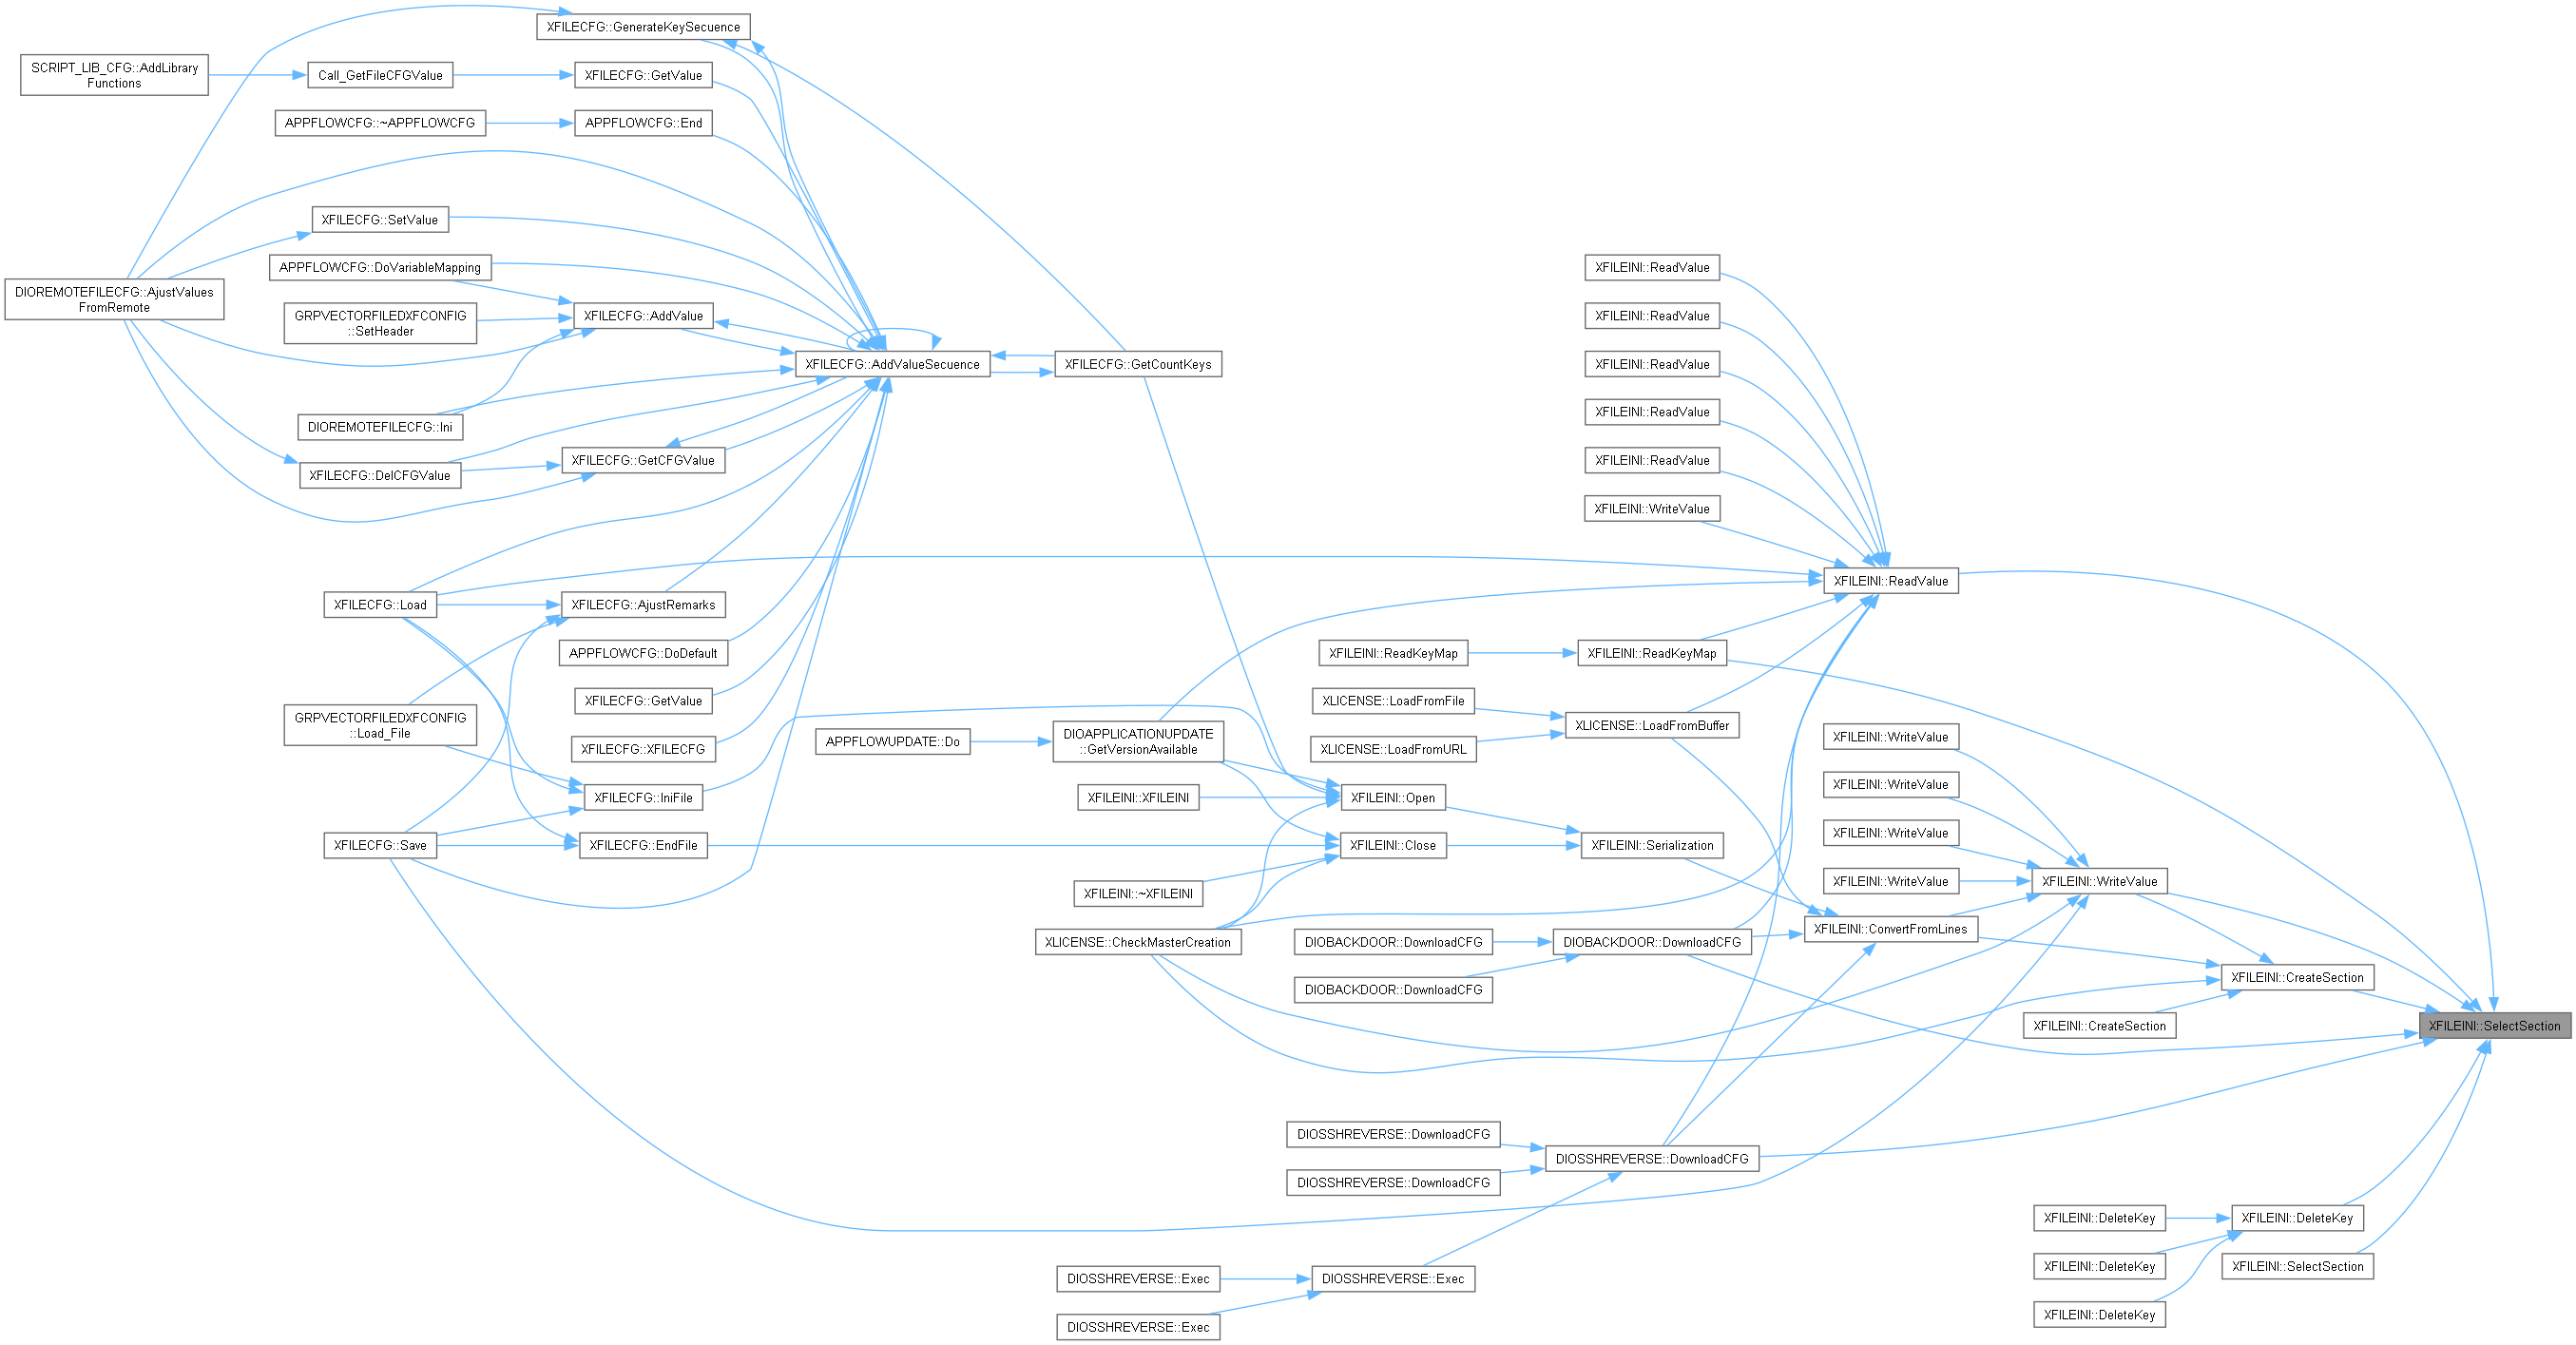 XFILECFG::GenerateKeySecuence
SCRIPT_LIB_CFG::AddLibrary
Functions
Call_GetFileCFGValue
XFILECFG::GetValue
APPFLOWCFG::~APPFLOWCFG
APPFLOWCFG::End
XFILECFG::SetValue
APPFLOWCFG::DoVariableMapping
DIOREMOTEFILECFG::AjustValues
FromRemote
GRPVECTORFILEDXFCONFIG
::SetHeader
XFILECFG::AddValue
XFILECFG::AddValueSecuence
XFILECFG::GetCountKeys
DIOREMOTEFILECFG::Ini
XFILECFG::DelCFGValue
XFILECFG::GetCFGValue
XFILEINI::ReadValue
XFILEINI::ReadValue
XFILEINI::ReadValue
XFILEINI::ReadValue
XFILEINI::ReadValue
XFILEINI::WriteValue
XFILEINI::ReadValue
XFILECFG::Load
XFILECFG::AjustRemarks
APPFLOWCFG::DoDefault
XFILEINI::ReadKeyMap
XFILEINI::ReadKeyMap
XFILECFG::GetValue
XLICENSE::LoadFromFile
XLICENSE::LoadFromBuffer
XLICENSE::LoadFromURL
GRPVECTORFILEDXFCONFIG
::Load_File
XFILECFG::XFILECFG
APPFLOWUPDATE::Do
DIOAPPLICATIONUPDATE
::GetVersionAvailable
XFILECFG::IniFile
XFILEINI::XFILEINI
XFILEINI::Open
XFILECFG::Save
XFILECFG::EndFile
XFILEINI::Close
XFILEINI::Serialization
XFILEINI::~XFILEINI
XFILEINI::WriteValue
XFILEINI::WriteValue
XFILEINI::WriteValue
XFILEINI::WriteValue
XFILEINI::WriteValue
XLICENSE::CheckMasterCreation
DIOBACKDOOR::DownloadCFG
DIOBACKDOOR::DownloadCFG
XFILEINI::ConvertFromLines
DIOBACKDOOR::DownloadCFG
XFILEINI::CreateSection
XFILEINI::CreateSection
XFILEINI::SelectSection
DIOSSHREVERSE::DownloadCFG
DIOSSHREVERSE::DownloadCFG
DIOSSHREVERSE::DownloadCFG
XFILEINI::DeleteKey
XFILEINI::DeleteKey
XFILEINI::DeleteKey
XFILEINI::SelectSection
XFILEINI::DeleteKey
DIOSSHREVERSE::Exec
DIOSSHREVERSE::Exec
DIOSSHREVERSE::Exec